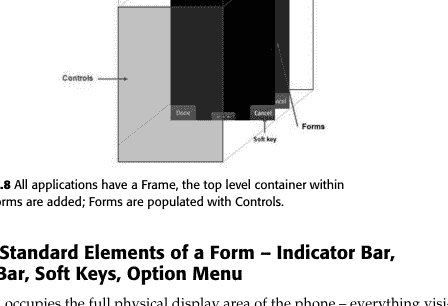 Controls
Done
Cancel
Soft key
Forms
.8 All applications have a Frame, the top level container within
orms are added; Forms are populated with Controls.
Standard Elements of a Form – Indicator Bar,
Bar, Soft Keys, Option Menu
occupies the full physical display area of the phone – everything visi